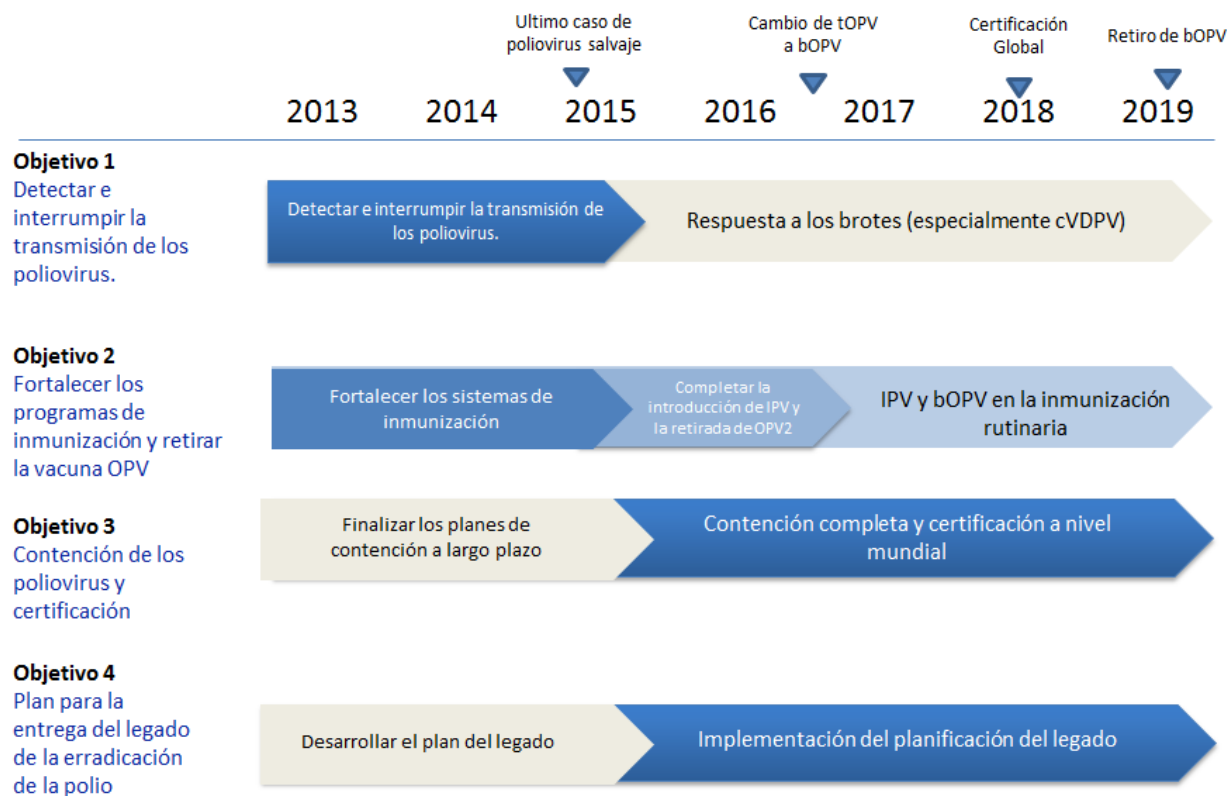 Ultimo caso de
poliovirus salvaje
Cambio de tOPV
a bOPV
Certificación
Global
Retiro de bOPV
2013 2014 2015 2016 2017 2018 2019
Objetivo 1
Detectar e
interrumpir la
transmisión de los
poliovirus.
Detectar e interrumpir la transmisión de
los poliovirus.
Respuesta a los brotes (especialmente cVDPV)
Objetivo 2
Fortalecer los
programas de
inmunización y retirar
la vacuna OPV
Fortalecer los sistemas de
inmunización
Completar la
introducción de IPV y
la retirada de OPV2
IPV y bOPV en la inmunización
rutinaria
Objetivo 3
Contención de los
poliovirus y
certificación
Finalizar los planes de
contención a largo plazo
Contención completa y certificación a nivel
mundial
Objetivo 4
Plan para la
entrega del legado
de la erradicación
de la polio
Desarrollar el plan del legado
Implementación del planificación del legado